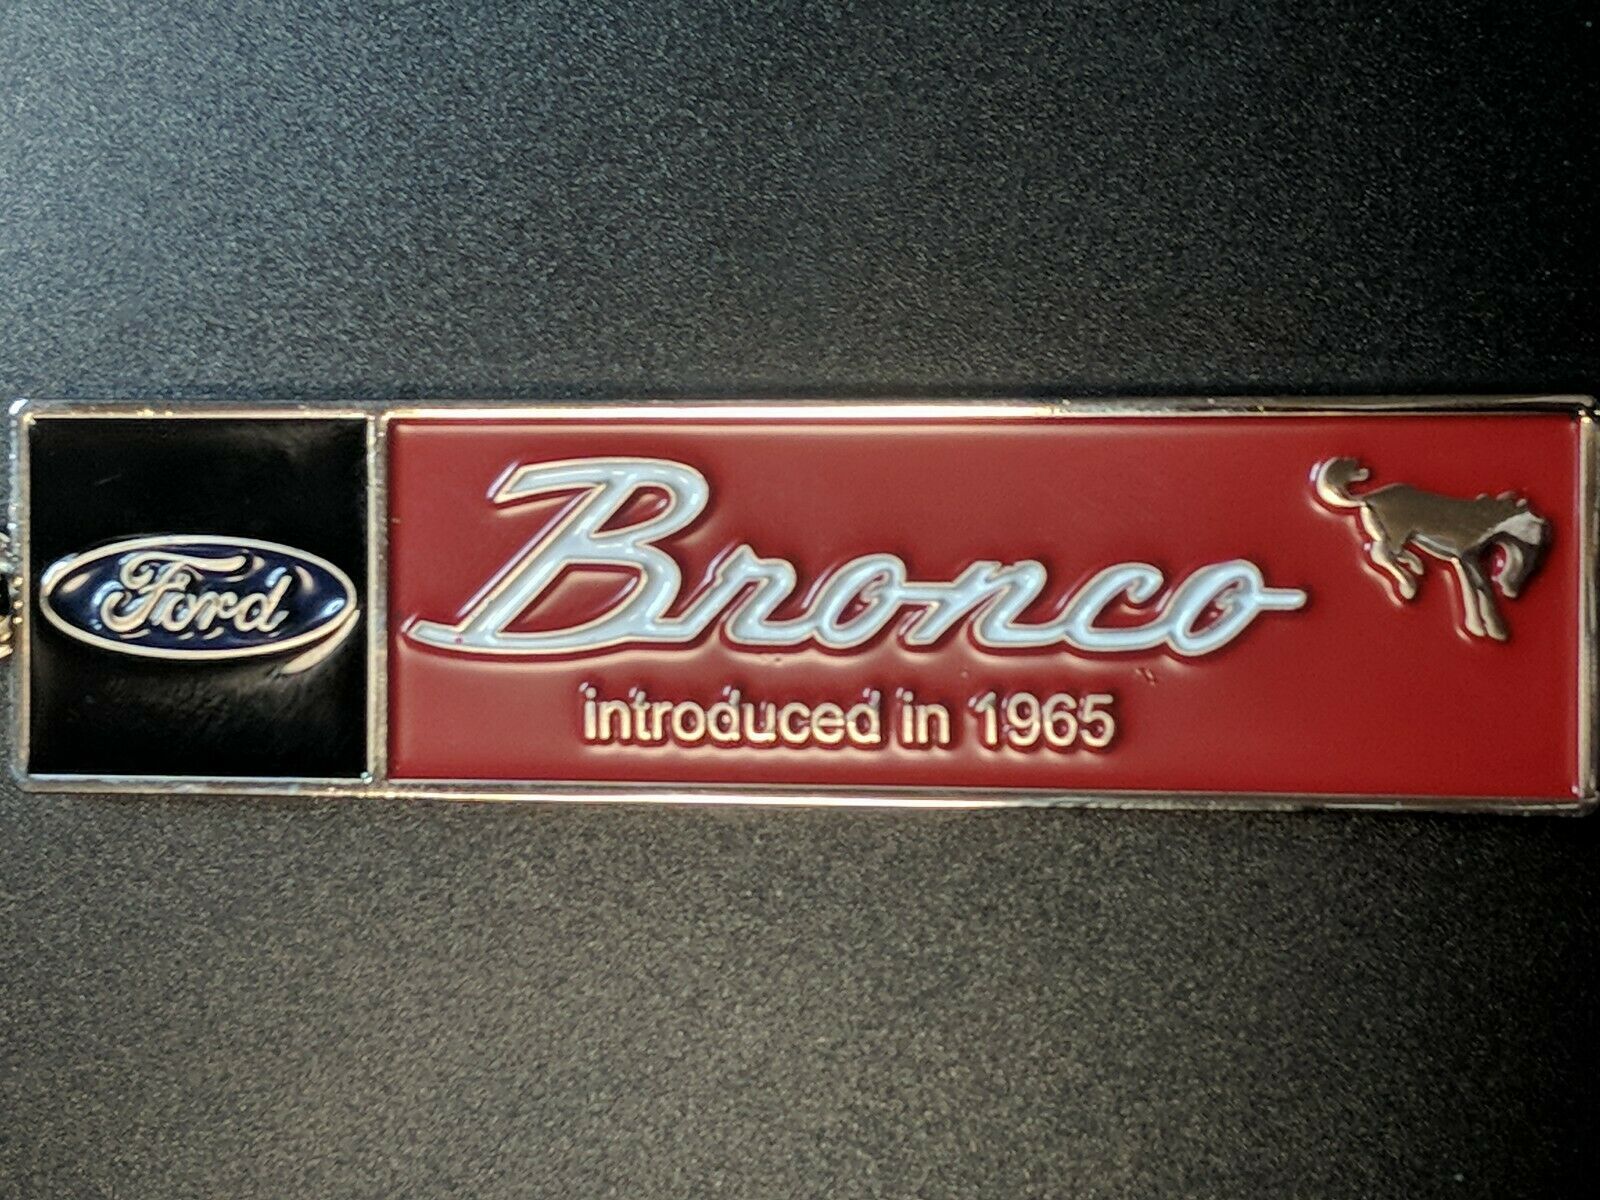 Ford
Bronco
introduced in 1965